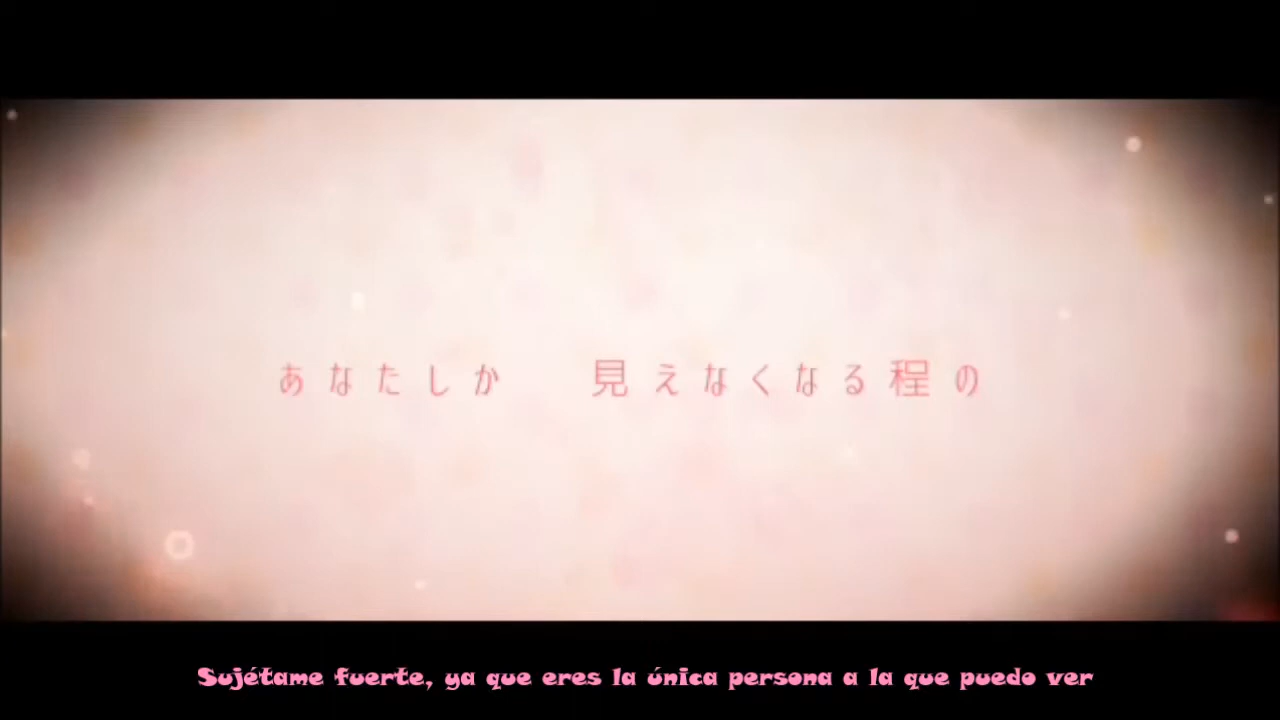 あなたしか 見えなくなる程の
Sujétame fuerte, ya que eres la única persona a la que puedo ver